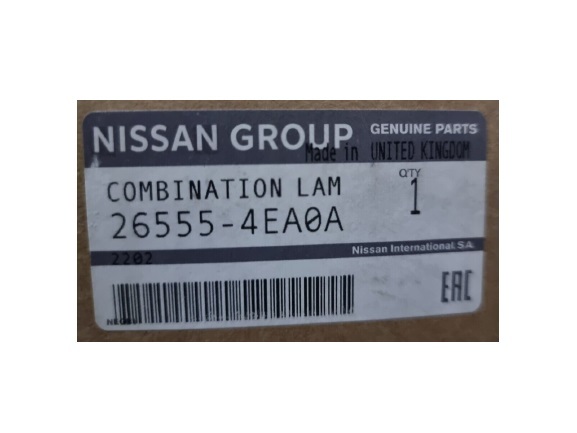 NISSAN GROUP GENUINE PARTS
Made in UNITED KINGDOM
COMBINATION LAM QTY
26555-4EA0A 1
Nissan International. SA
2202
EAC